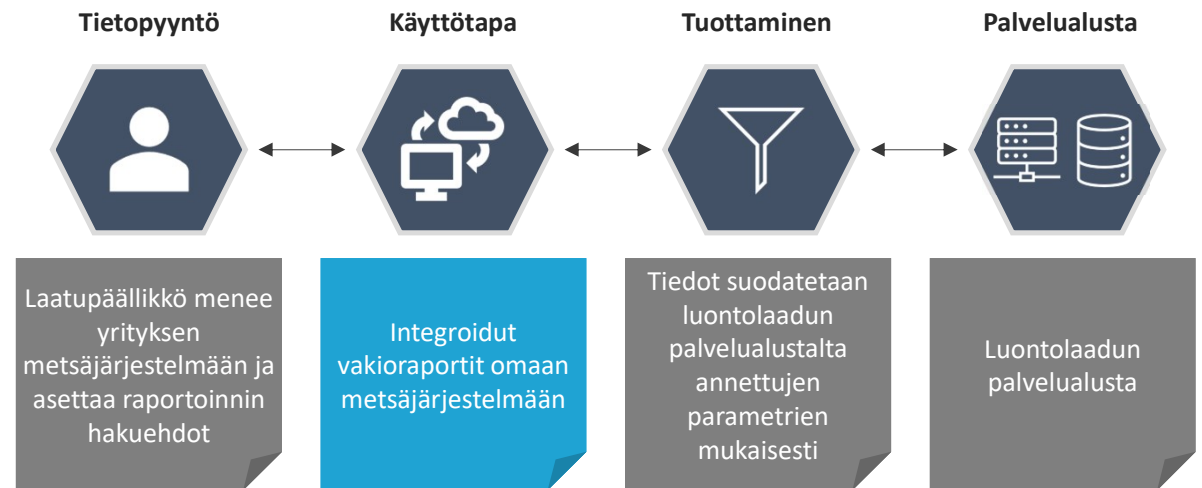 Tietopyyntö
Käyttötapa
Tuottaminen
Palvelualusta
Laatupäällikkö menee
yrityksen
metsäjärjestelmään ja
asettaa raportoinnin
hakuehdot
Integroidut
vakioraportit omaan
metsäjärjestelmään
Tiedot suodatetaan
luontolaadun
palvelualustalta
annettujen
parametrien
mukaisesti
Luontolaadun
palvelualusta